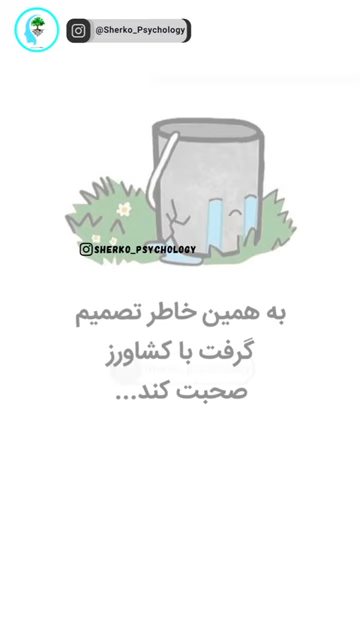 @Sherko_Psychology
SHERKO_PSYCHOLOGY
به همین خاطر تصمیم
گرفت با کشاورز
صحبت کند...